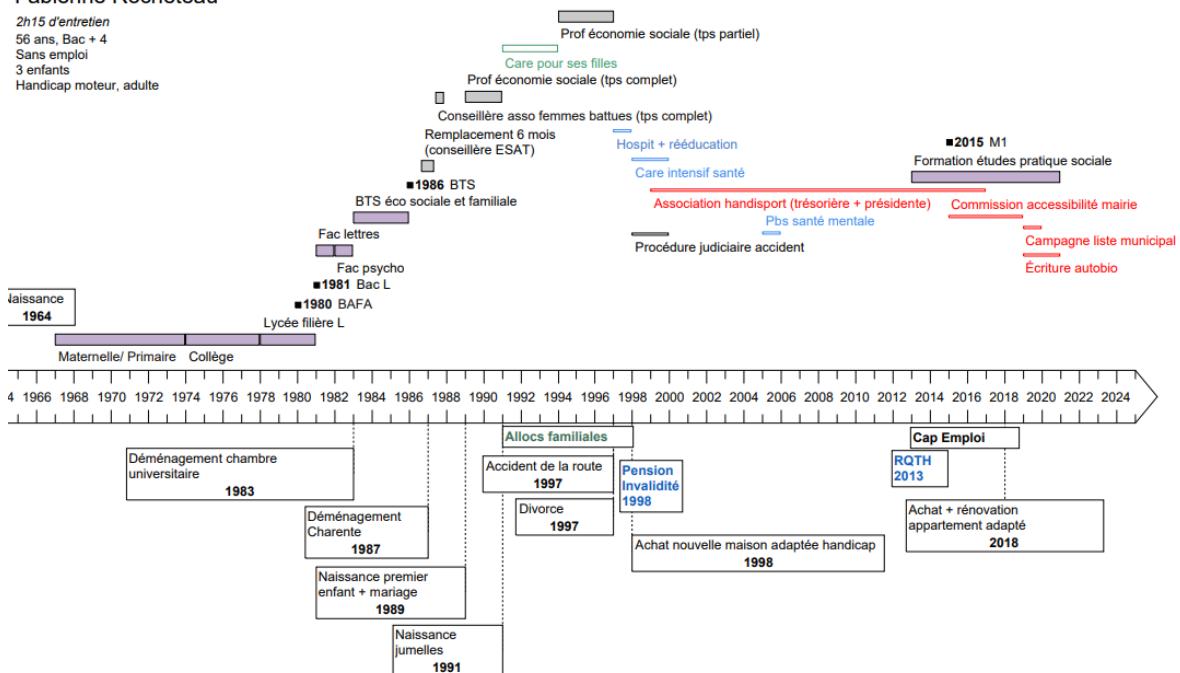 Fabienne Rocheteau
2h15 d'entretien
56 ans, Bac + 4
Sans emploi
3 enfants
Handicap moteur, adulte
Prof économie sociale (tps partiel)
Care pour ses filles
Prof économie sociale (tps complet)
Conseillère asso femmes battues (tps complet)
Remplacement 6 mois
(conseillère ESAT)
Hospit + rééducation
■2015 M1
Care intensif santé
Formation études pratique sociale
■1986 BTS
BTS éco sociale et familiale
Association handisport (trésorière + présidente)
Commission accessibilité mairie
Pbs santé mentale
Fac lettres
Procédure judiciaire accident
Campagne liste municipal
Fac psycho
Écriture autobio
■1981 Bac L
Naissance
1964
■1980 BAFA
Lycée filière L
Maternelle/ Primaire Collège
4 1966 1968 1970 1972 1974 1976 1978 1980 1982 1984 1986 1988 1990 1992 1994 1996 1998 2000 2002 2004 2006 2008 2010 2012 2014 2016 2018 2020 2022 2024
Allocs familiales
Cap Emploi
Déménagement chambre
universitaire
1983
Accident de la route
1997
Pension
Invalidité
1998
RQTH
2013
Déménagement
Charente
1987
Divorce
1997
Achat + rénovation
appartement adapté
2018
Achat nouvelle maison adaptée handicap
1998
Naissance premier
enfant + mariage
1989
Naissance
jumelles
1991